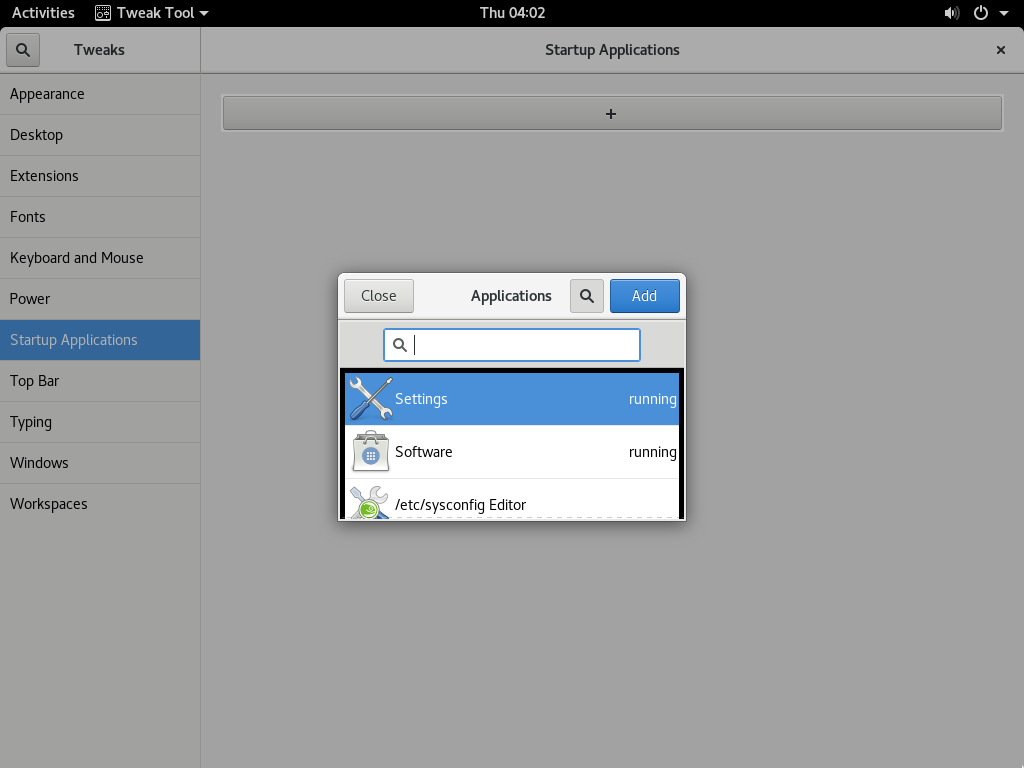 Activities Tweak Tool Thu 04:02
Tweaks Startup Applications
Appearance
Desktop
Extensions
Fonts
Keyboard and Mouse
Power
Startup Applications
Top Bar
Typing
Windows
Workspaces
+
Close Applications Add
Settings running
Software running
/etc/sysconfig Editor